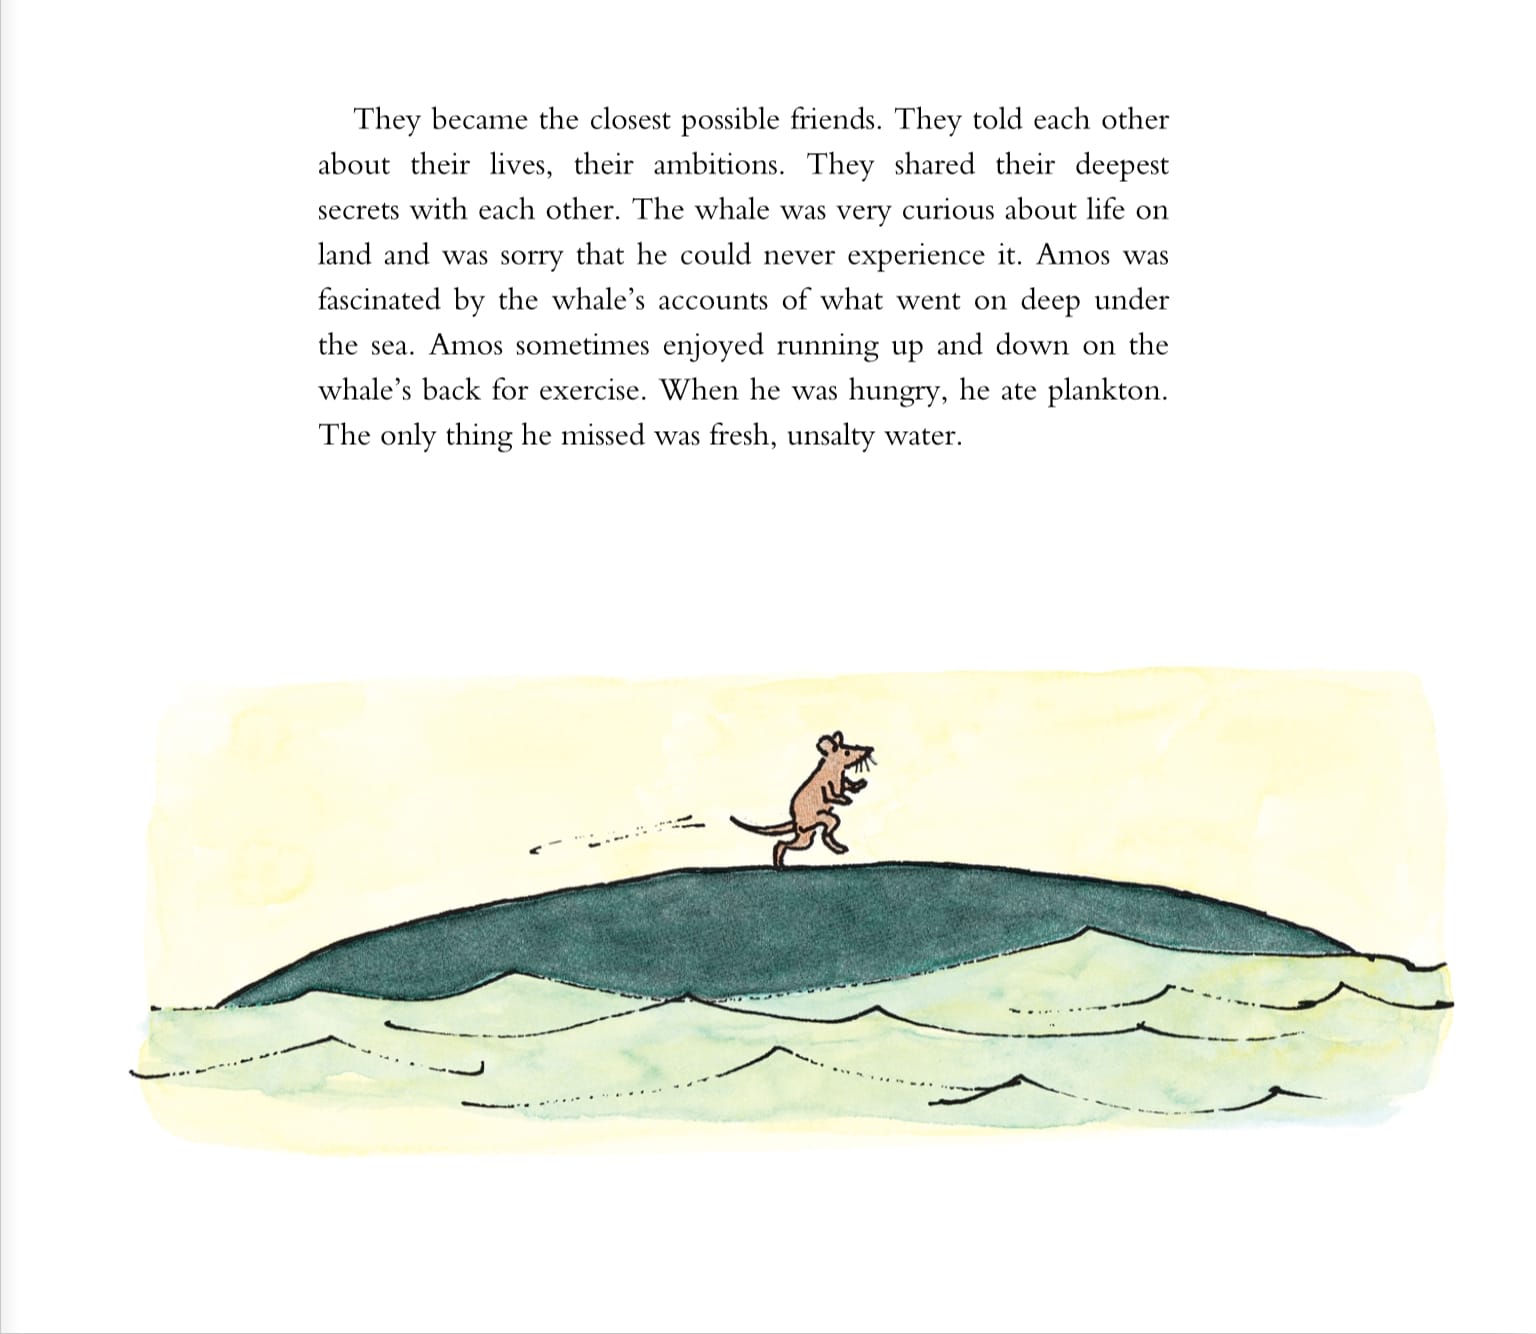 They became the closest possible friends. They told each other
about their lives, their ambitions. They shared their deepest
secrets with each other. The whale was very curious about life on
land and was sorry that he could never experience it. Amos was
fascinated by the whale’s accounts of what went on deep under
the sea. Amos sometimes enjoyed running up and down on the
whale’s back for exercise. When he was hungry, he ate plankton.
The only thing he missed was fresh, unsalty water.